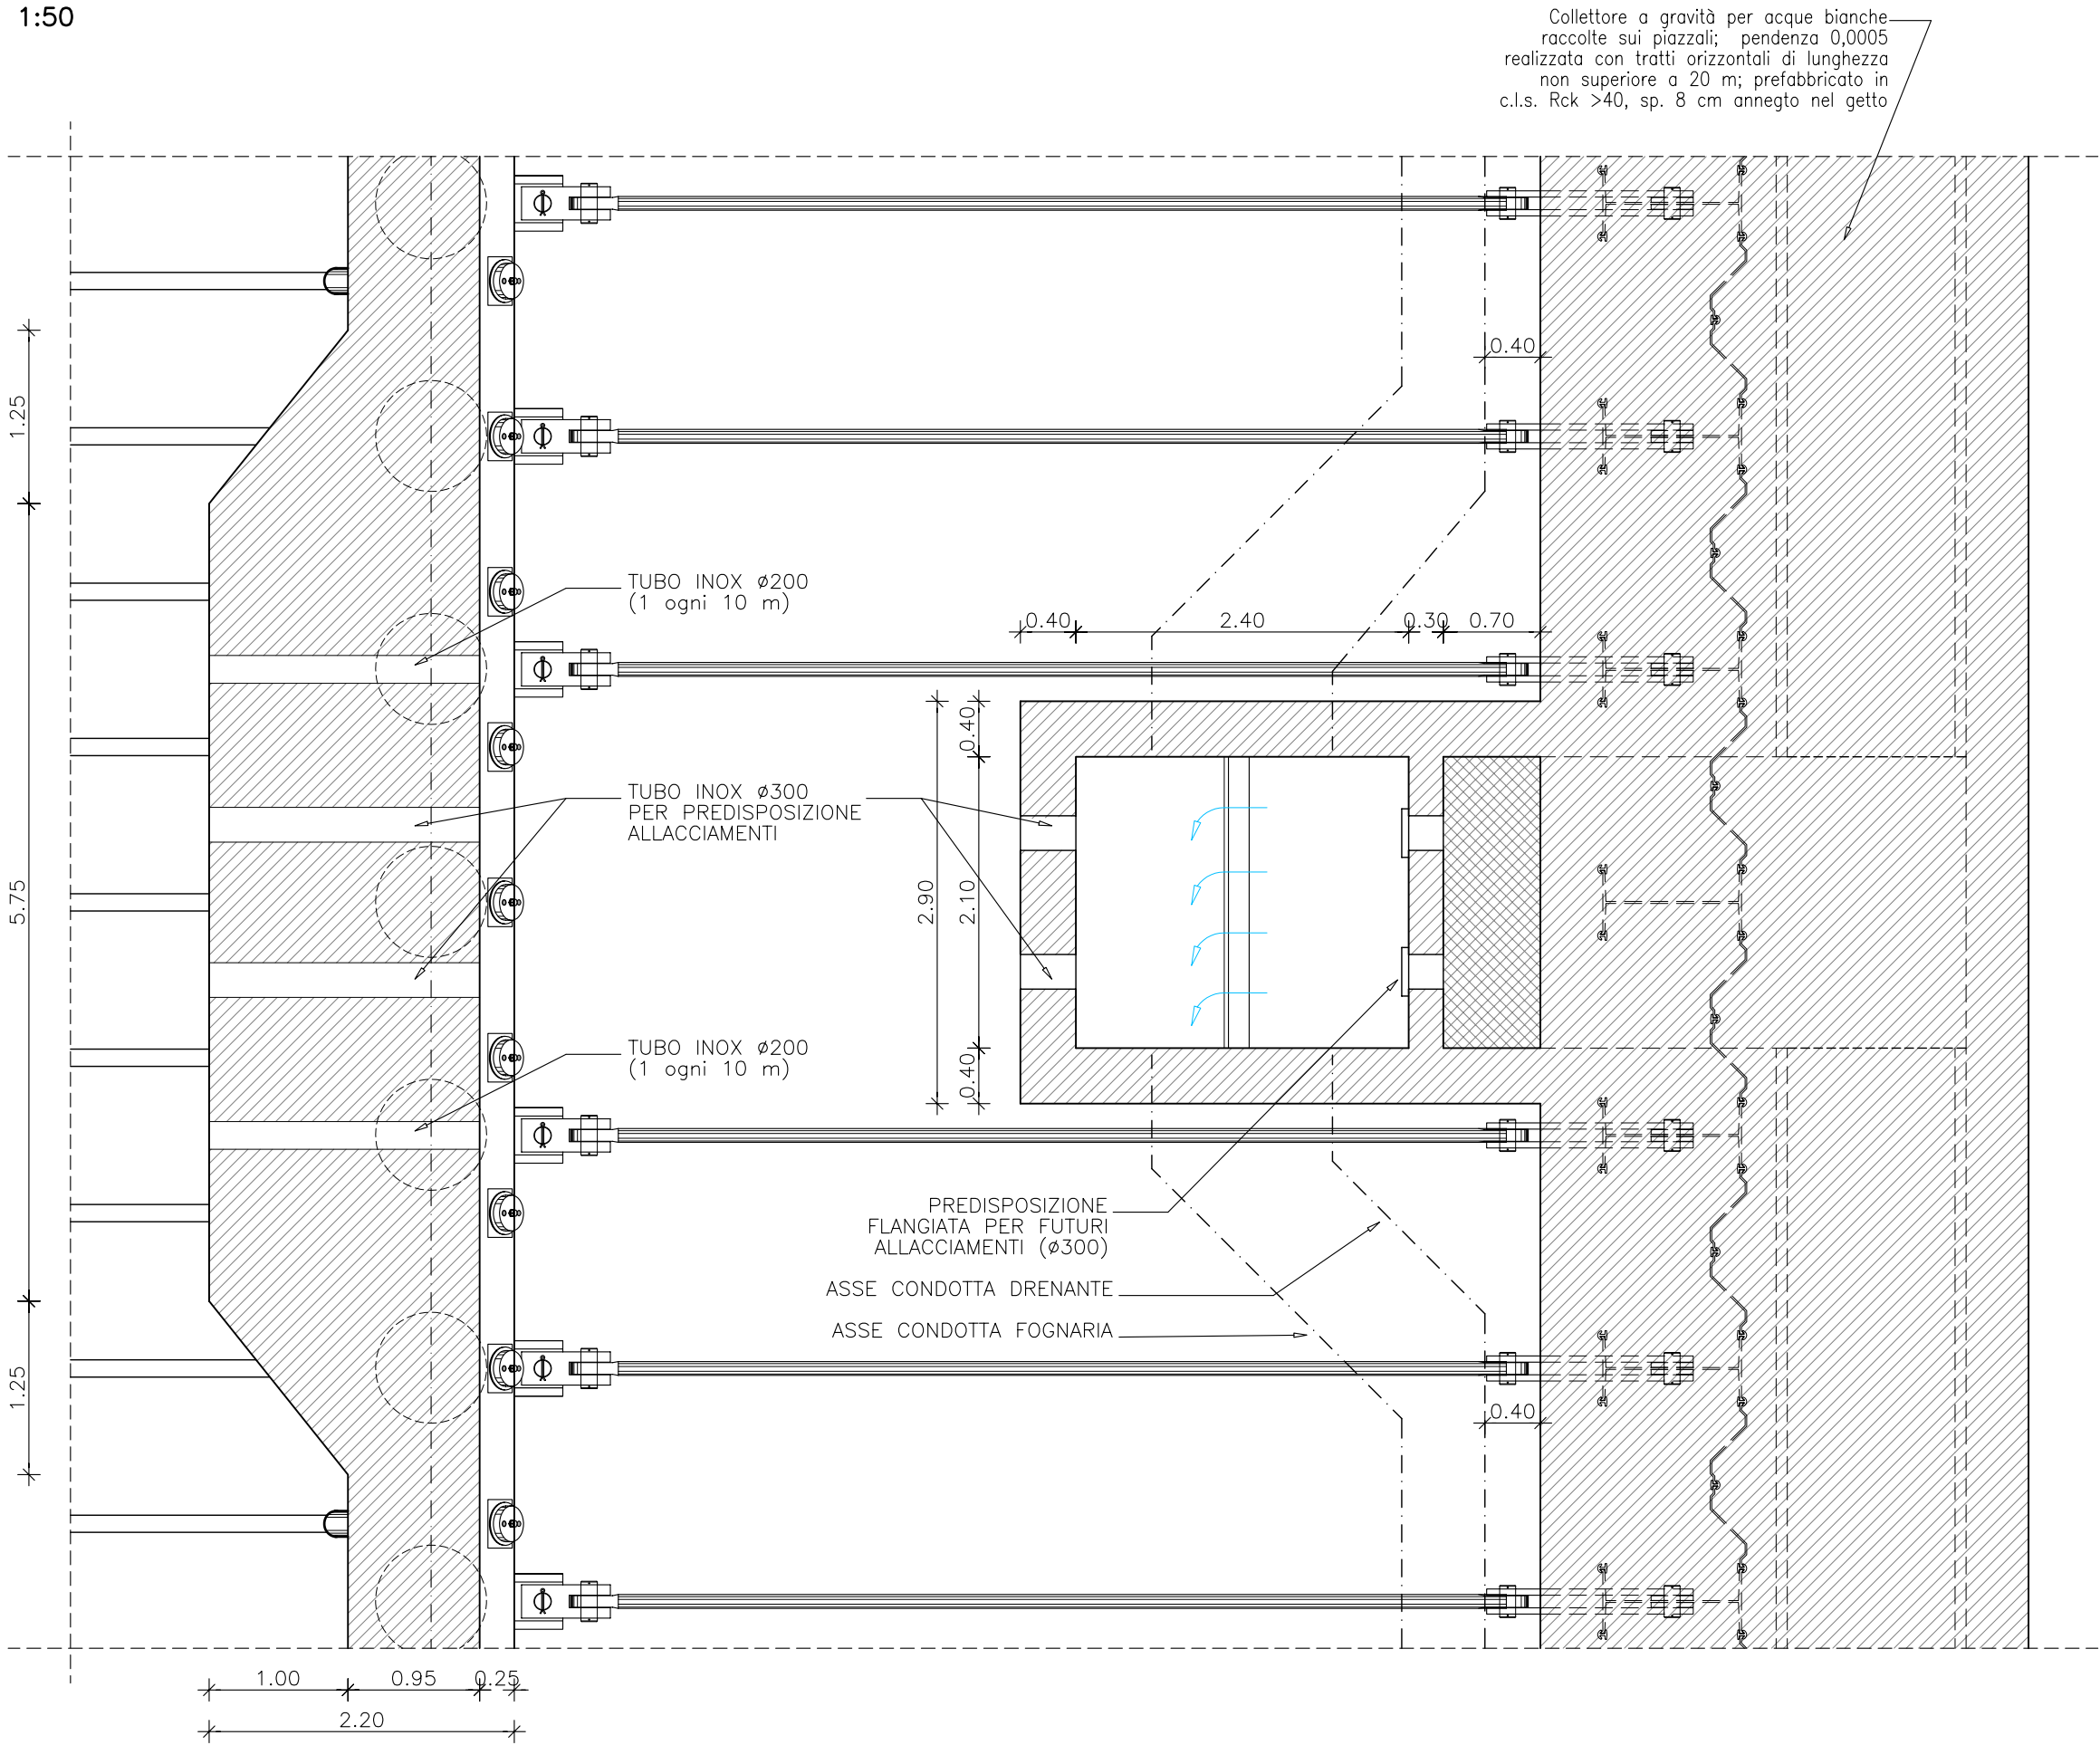 1:50
Collettore a gravità per acque bianche
raccolte sui piazzali; pendenza 0,0005
realizzata con tratti orizzontali di lunghezza
non superiore a 20 m; prefabbricato in
c.l.s. Rck >40, sp. 8 cm annegto nel getto
0.40
1.25
TUBO INOX ø200
(1 ogni 10 m)
0.40
2.40
0.30
0.70
0.40
TUBO INOX ø300
PER PREDISPOSIZIONE
ALLACCIAMENTI
5.75
2.90
2.10
TUBO INOX ø200
(1 ogni 10 m)
0.40
PREDISPOSIZIONE
FLANGIATA PER FUTURI
ALLACCIAMENTI (ø300)
ASSE CONDOTTA DRENANTE
ASSE CONDOTTA FOGNARIA
1.25
0.40
1.00
0.95
0.25
2.20